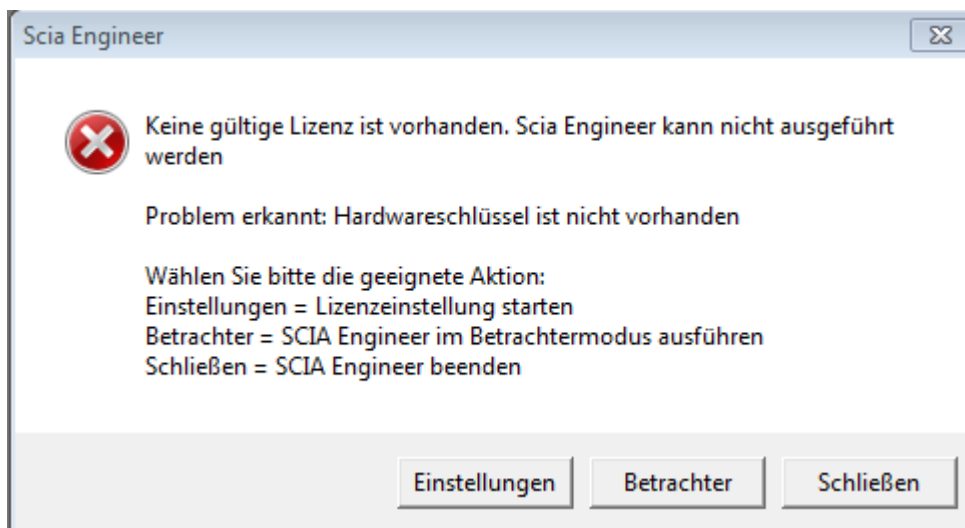 Scia Engineer
Keine gültige Lizenz ist vorhanden. Scia Engineer kann nicht ausgeführt
werden
Problem erkannt: Hardwareschlüssel ist nicht vorhanden
Wählen Sie bitte die geeignete Aktion:
Einstellungen = Lizenzeinstellung starten
Betrachter = SCIA Engineer im Betrachtermodus ausführen
Schließen = SCIA Engineer beenden
Einstellungen Betrachter Schließen